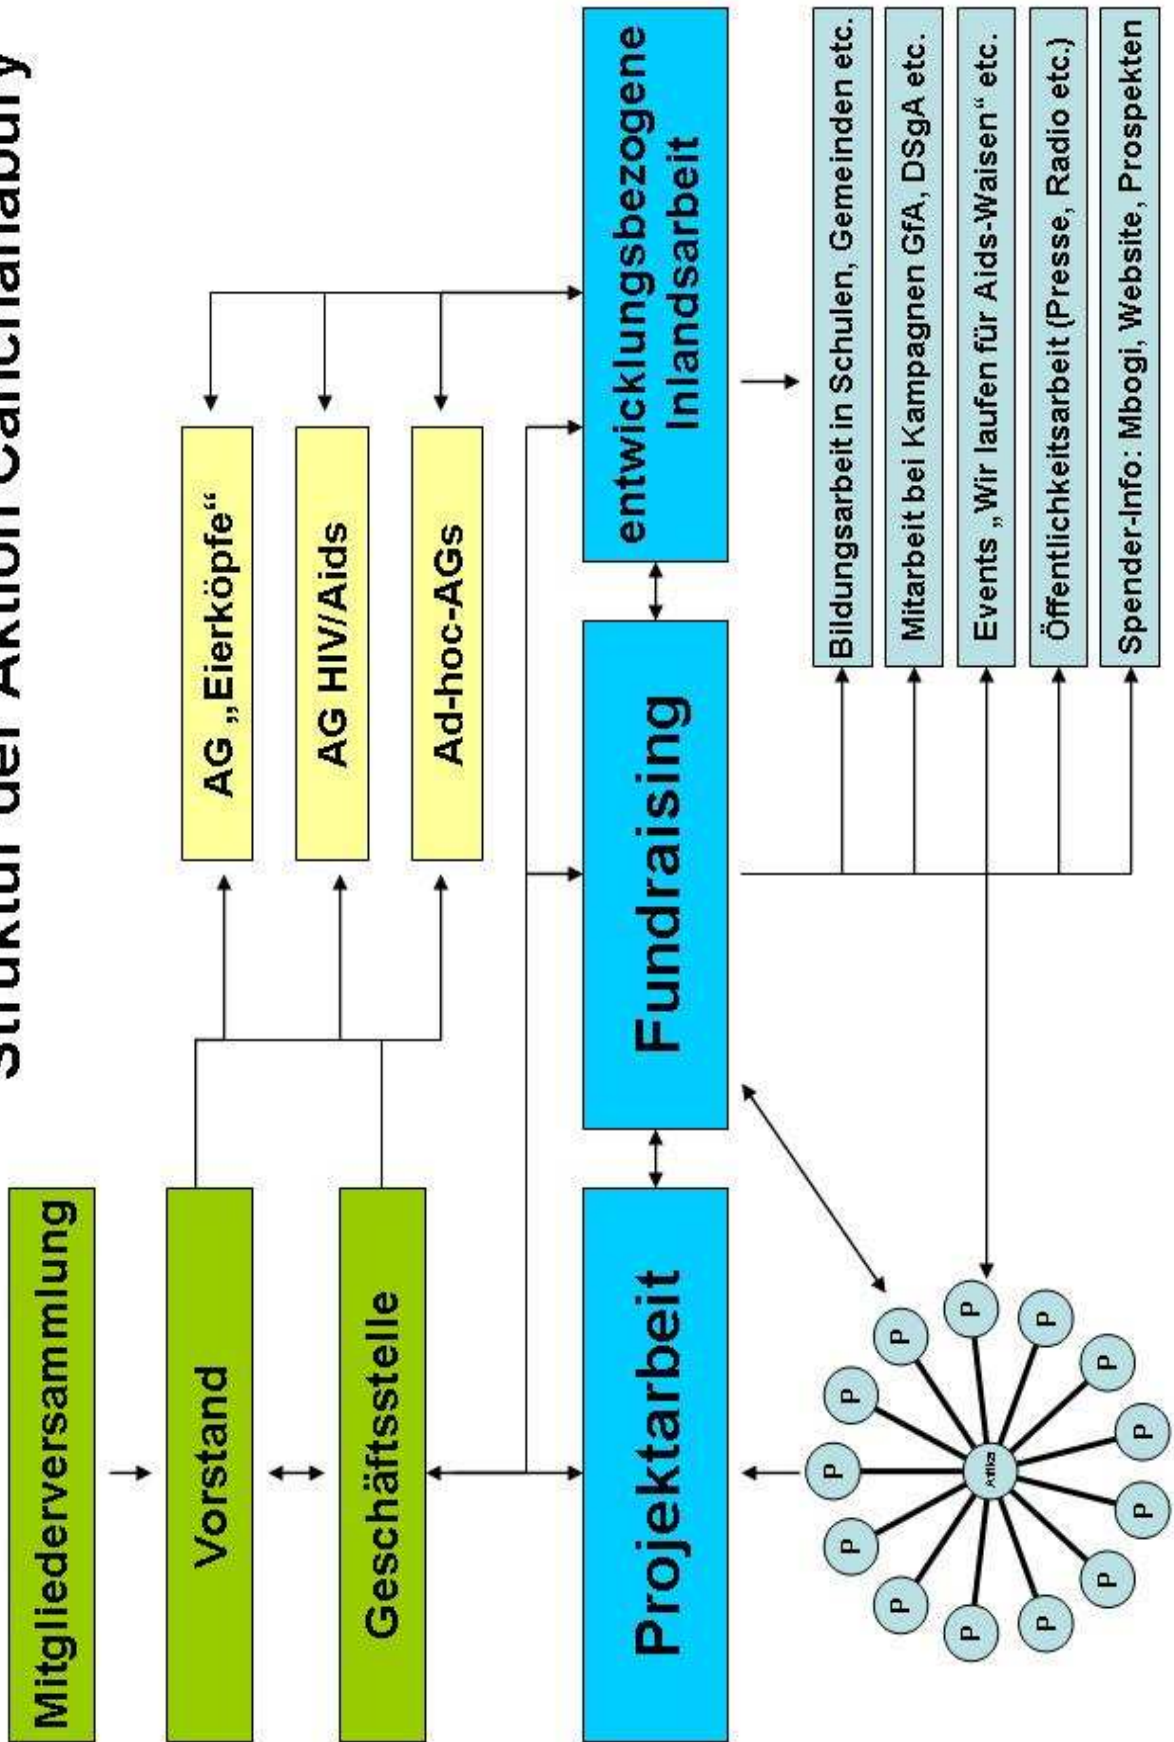 Struktur der Aktion Canchanabury
Mitgliederversammlung
Vorstand
Geschäftsstelle
AG „Eierköpfe“
AG HIV/Aids
Ad-hoc-AGs
Projektarbeit
Fundraising
entwicklungsbezogene
Inlandsarbeit
Bildungsarbeit in Schulen, Gemeinden etc.
Mitarbeit bei Kampagnen GfA, DSgA etc.
Events „Wir laufen für Aids-Waisen“ etc.
Öffentlichkeitsarbeit (Presse, Radio etc.)
Spender-Info: Mbogi, Website, Prospekten
P
P
P
P
P
P
P
P
P
P
P
P
P
Afrika